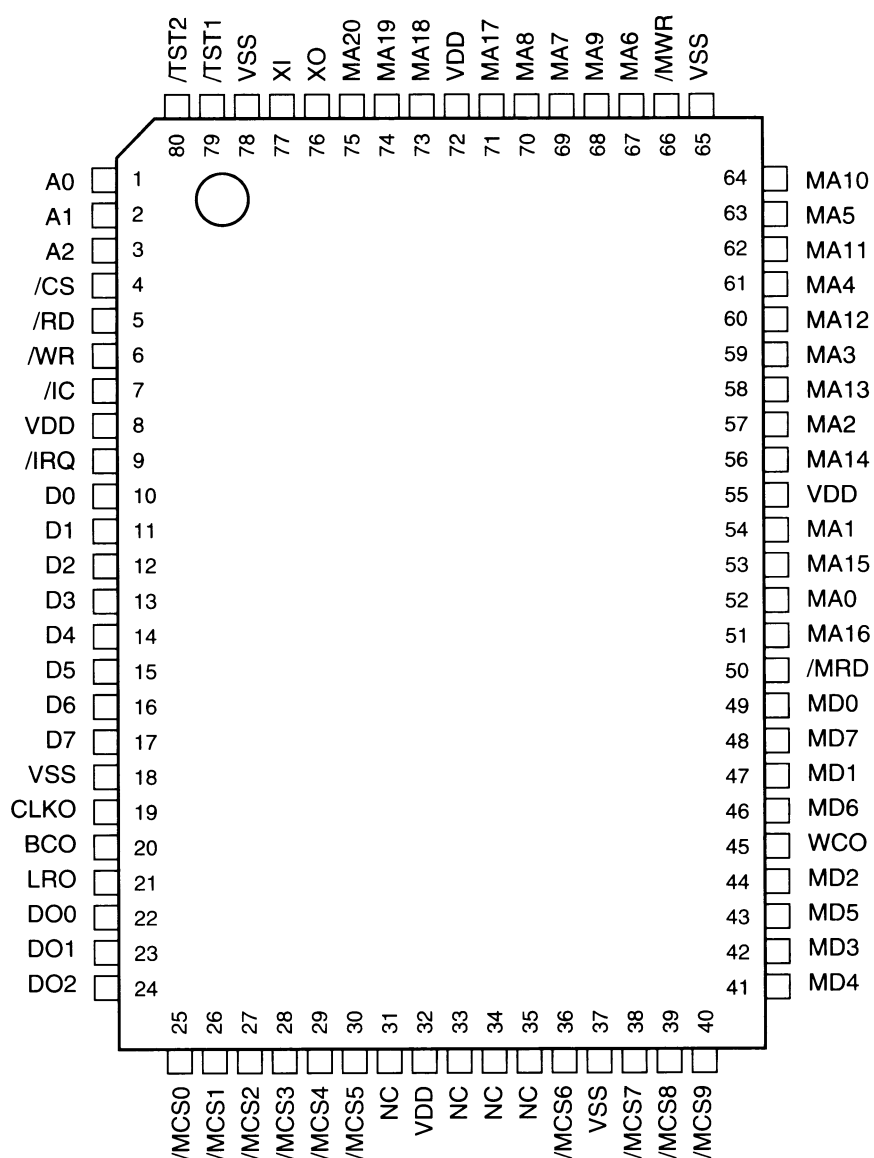 /TST2 /TST1 VSS XI XO MA20 MA19 MA18 VDD MA17 MA8 MA7 MA9 MA6 /MWR VSS
80 79 78 77 76 75 74 73 72 71 70 69 68 67 66 65
A0 1 64 MA10
A1 2 63 MA5
A2 3 62 MA11
/CS 4 61 MA4
/RD 5 60 MA12
/WR 6 59 MA3
/IC 7 58 MA13
VDD 8 57 MA2
/IRQ 9 56 MA14
D0 10 55 VDD
D1 11 54 MA1
D2 12 53 MA15
D3 13 52 MA0
D4 14 51 MA16
D5 15 50 /MRD
D6 16 49 MD0
D7 17 48 MD7
VSS 18 47 MD1
CLKO 19 46 MD6
BCO 20 45 WCO
LRO 21 44 MD2
DO0 22 43 MD5
DO1 23 42 MD3
DO2 24 41 MD4
25 26 27 28 29 30 31 32 33 34 35 36 37 38 39 40
/MCS0 /MCS1 /MCS2 /MCS3 /MCS4 /MCS5 NC VDD NC NC NC /MCS6 VSS /MCS7 /MCS8 /MCS9